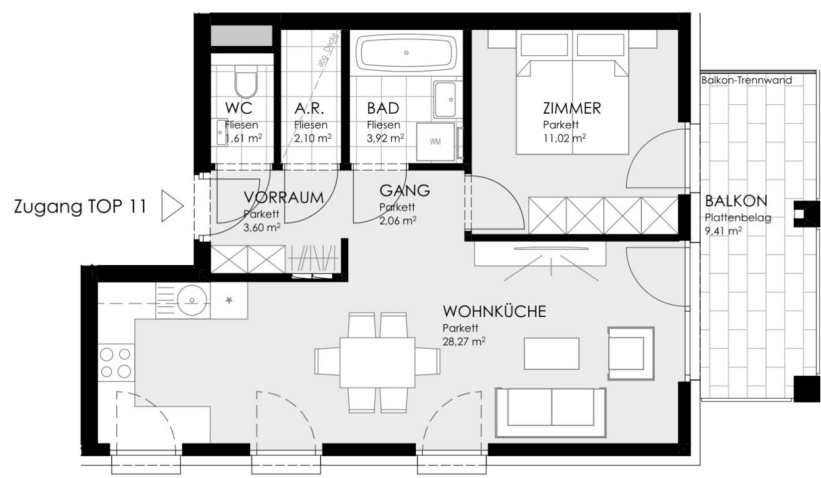 Balkon-Trennwand
abg. Decke
WC
Fliesen
1,61 m²
A.R.
Fliesen
2,10 m²
BAD
Fliesen
3,92 m²
WM
ZIMMER
Parkett
11,02 m²
Zugang TOP 11
VORRAUM
Parkett
3,60 m²
GANG
Parkett
2,06 m²
BALKON
Plattenbelag
9,41 m²
*
WOHNKÜCHE
Parkett
28,27 m²